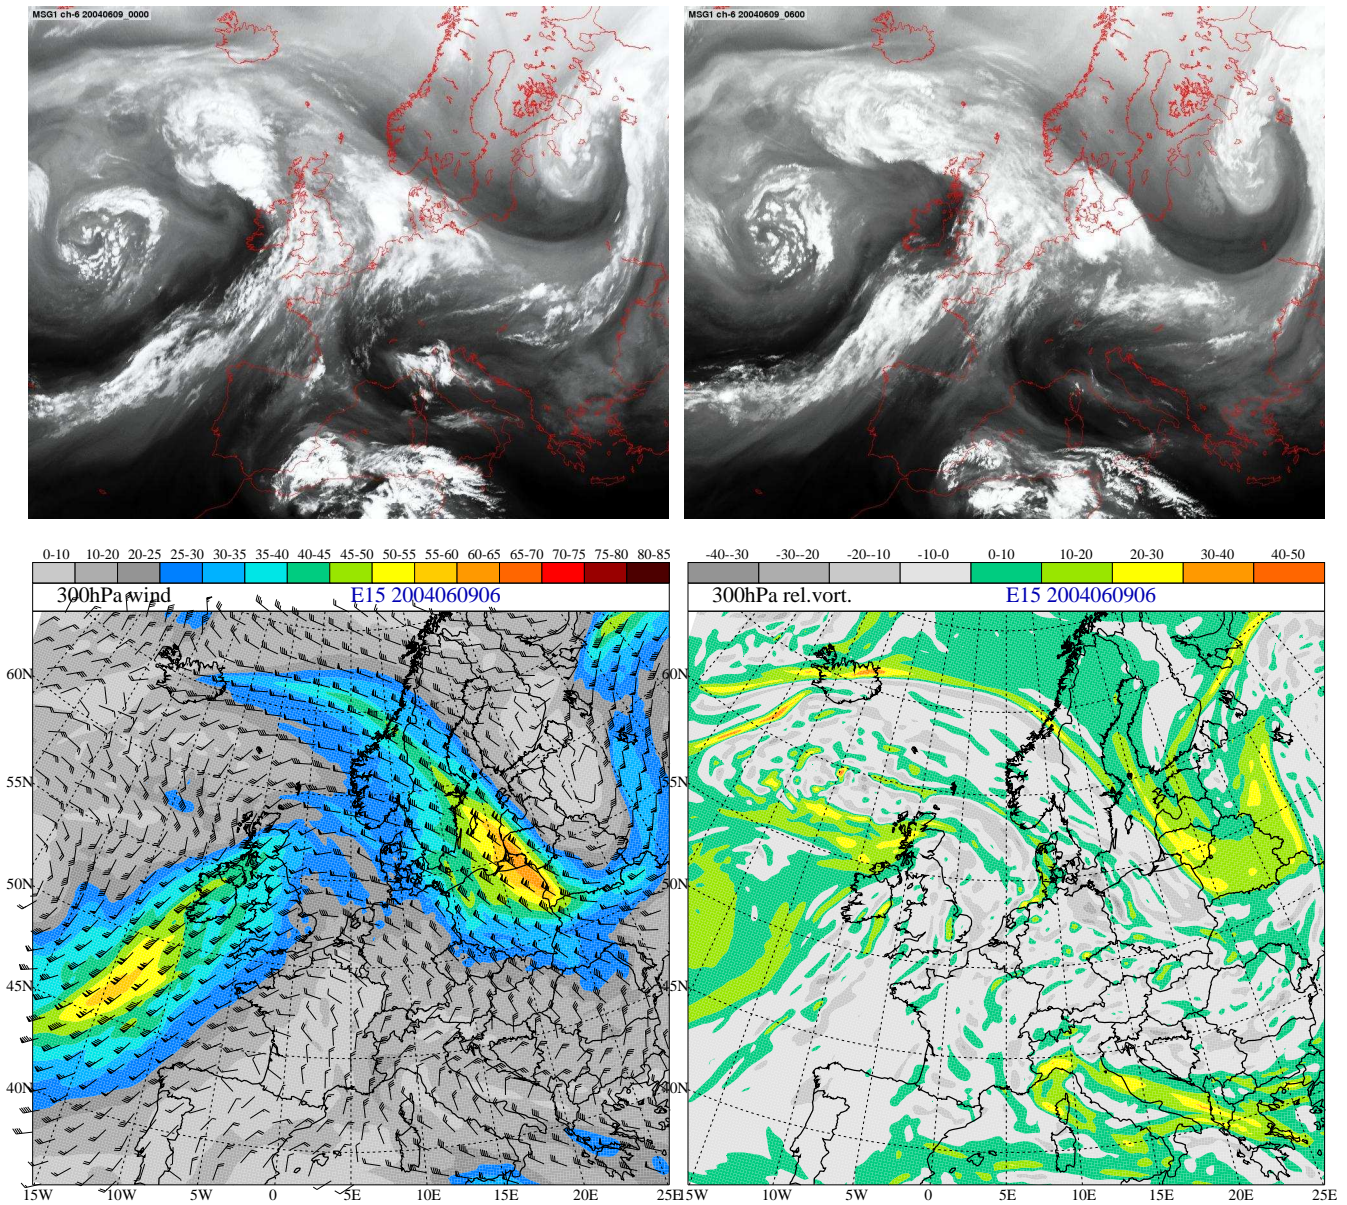 MSG1 ch-6 20040609_0000
MSG1 ch-6 20040609_0600
0-10 10-20 20-25 25-30 30-35 35-40 40-45 45-50 50-55 55-60 60-65 65-70 70-75 75-80 80-85
-40--30 -30--20 -20--10 -10-0 0-10 10-20 20-30 30-40 40-50
300hPa wind E15 2004060906
300hPa rel.vort. E15 2004060906
60N
60N
55N
55N
50N
50N
45N
45N
40N
40N
15W 10W 5W 0 5E 10E 15E 20E 25E
15W 10W 5W 0 5E 10E 15E 20E 25E